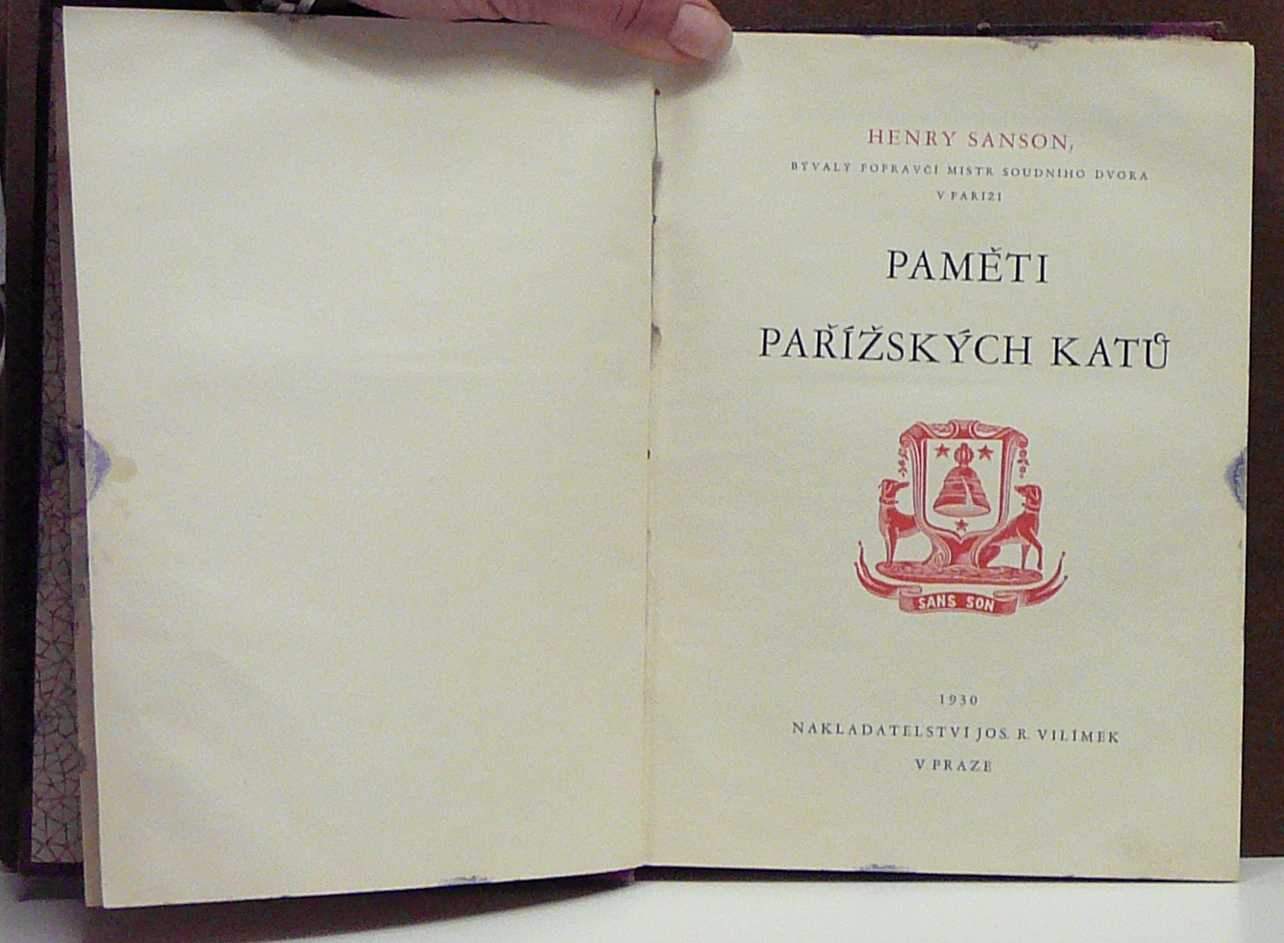 HENRY SANSON,
BÝVALÝ POPRAVČÍ MISTR SOUDNÍHO DVORA
V PAŘÍŽI
PAMĚTI
PAŘÍŽSKÝCH KATŮ
SANS SON
1930
NAKLADATELSTVÍ JOS. R. VILÍMEK
V PRAZE